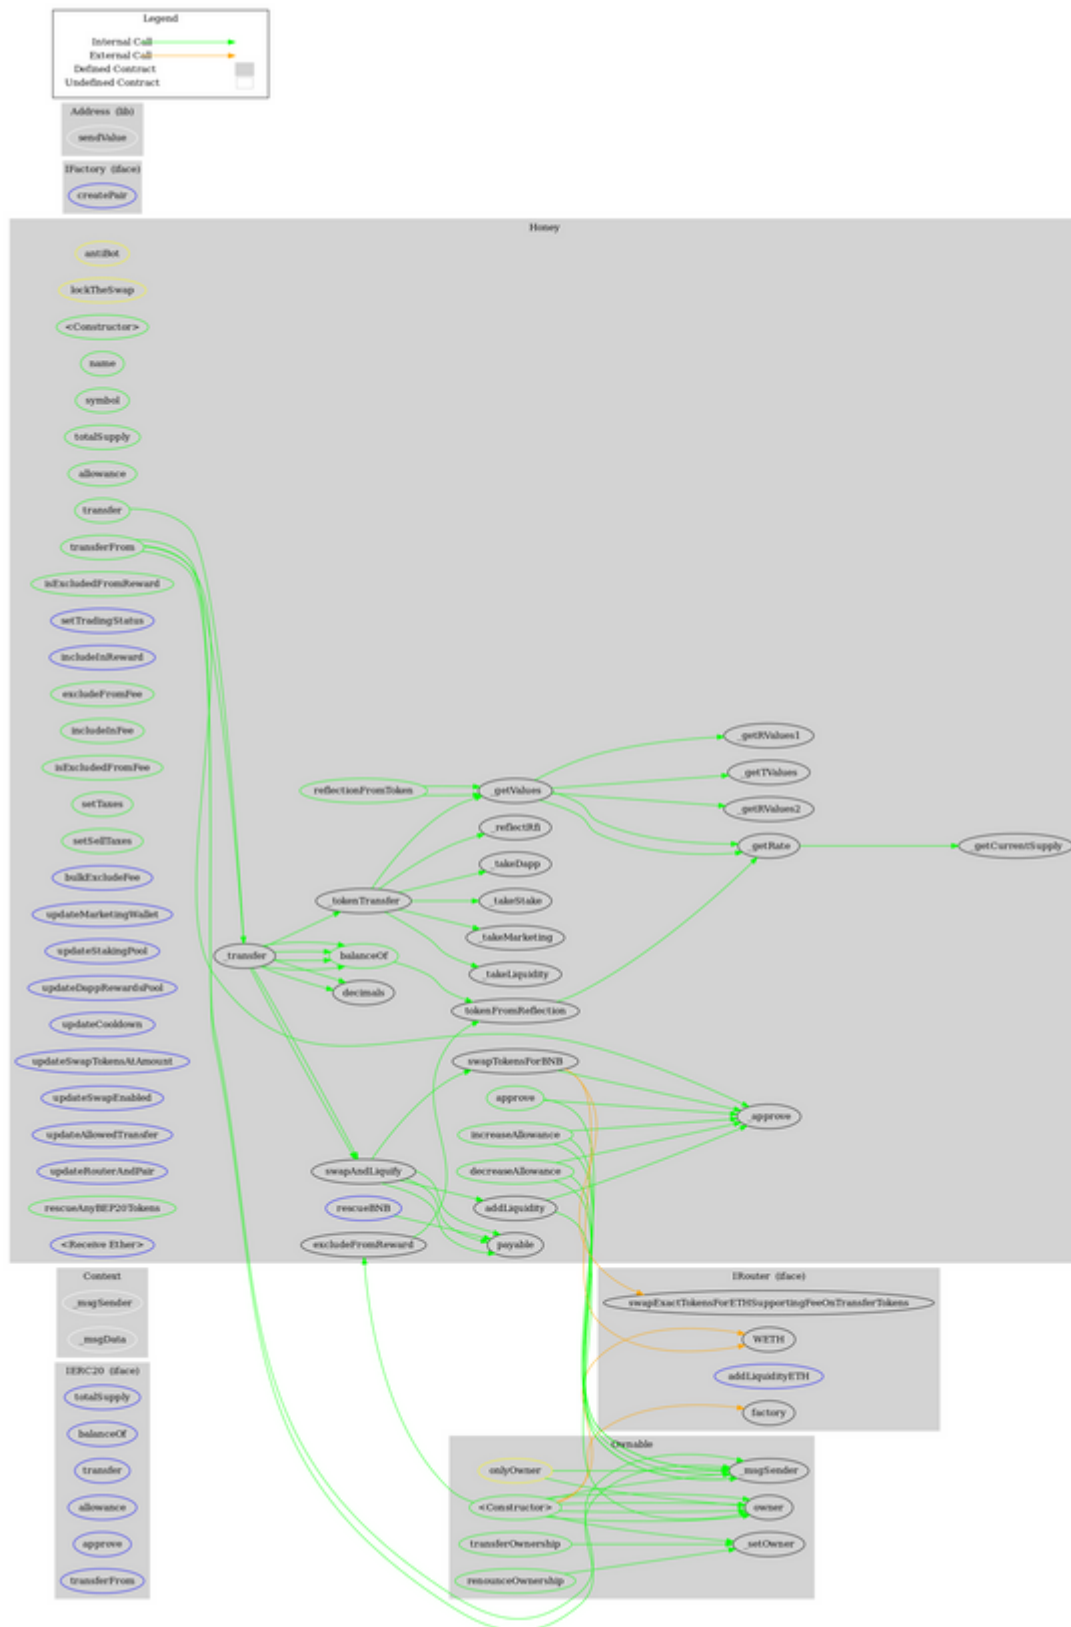 Legend
Internal Call
External Call
Defined Contract
Undefined Contract
Address (lib)
sendValue
IFactory (iface)
createPair
Honey
antiBot
lockTheSwap
<Constructor>
name
symbol
totalSupply
allowance
transfer
transferFrom
isExcludedFromReward
setTradingStatus
includeInReward
excludeFromFee
includeInFee
isExcludedFromFee
setTaxes
setSellTaxes
bulkExcludeFee
updateMarketingWallet
updateStakingPool
updateDappRewardsPool
updateCooldown
updateSwapTokensAtAmount
updateSwapEnabled
updateAllowedTransfer
updateRouterAndPair
rescueAnyBEP20Tokens
<Receive Ether>
_transfer
reflectionFromToken
_tokenTransfer
balanceOf
decimals
swapAndLiquify
rescueBNB
excludeFromReward
_getValues
_reflectRfi
_takeDapp
_takeStake
_takeMarketing
_takeLiquidity
tokenFromReflection
swapTokensForBNB
approve
increaseAllowance
decreaseAllowance
addLiquidity
payable
_getRValues1
_getTValues
_getRValues2
_getRate
_getCurrentSupply
_approve
Context
_msgSender
_msgData
IERC20 (iface)
totalSupply
balanceOf
transfer
allowance
approve
transferFrom
IRouter (iface)
swapExactTokensForETHSupportingFeeOnTransferTokens
WETH
addLiquidityETH
factory
Ownable
onlyOwner
<Constructor>
transferOwnership
renounceOwnership
_msgSender
owner
_setOwner